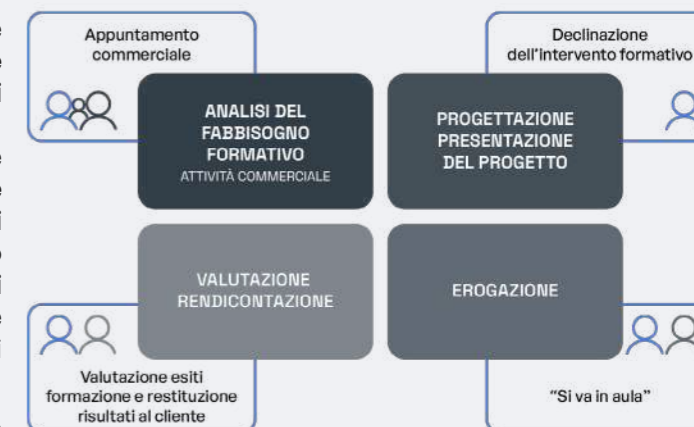 Appuntamento
commerciale
ANALISI DEL
FABBISOGNO
FORMATIVO
ATTIVITÀ COMMERCIALE
Declinazione
dell'intervento formativo
PROGETTAZIONE
PRESENTAZIONE
DEL PROGETTO
VALUTAZIONE
RENDICONTAZIONE
Valutazione esiti
formazione e restituzione
risultati al cliente
EROGAZIONE
“Si va in aula”